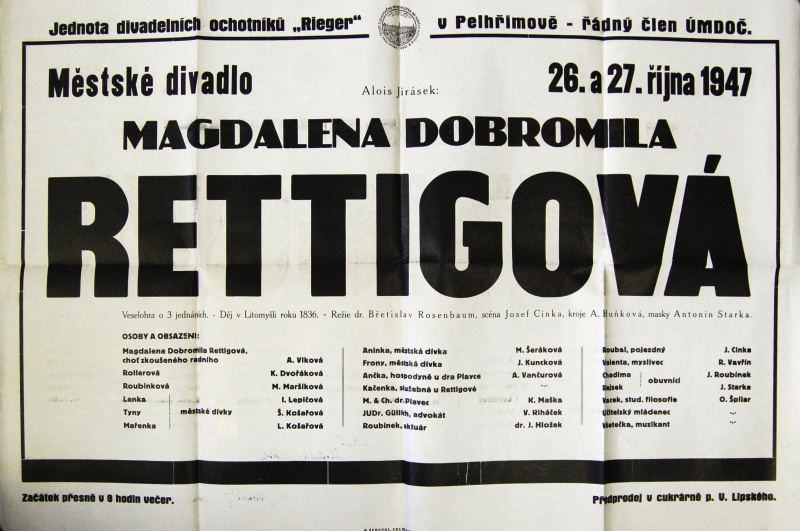 Jednota divadelních ochotníků „Rieger“ v Pelhřimově - řádný člen ÚMDOČ.
Městské divadlo
Alois Jirásek:
26. a 27. října 1947
MAGDALENA DOBROMILA
RETTIGOVÁ
Veselohra o 3 jednáních. - Děj v Litomyšli roku 1836. - Režie dr. Břetislav Rosenbaum, scéna Josef Cinka, kroje A. Huňková, masky Antonín Starka.
OSOBY A OBSAZENÍ:
Magdalena Dobromila Rettigová,
choť zkoušeného radního A. Vlková
Rollerová K. Dvořáková
Roubínková M. Maršíková
Lenka I. Lepičová
Tyny městské dívky Š. Košařová
Mařenka L. Košařová
Aninka, městská dívka M. Šeráková
Frony, městská dívka J. Kuncková
Ančka, hospodyně u dra Plavce A. Vančurová
Kačenka, služebná u Rettigové -.-
M. & Ch. dr. Plavec K. Maška
JUDr. Güllich, advokát V. Řiháček
Roubínek, aktuár dr. J. Hložek
Roubal, pojezdný J. Cinka
Valenta, myslivec R. Vavřín
Chadima obuvníci J. Roubínek
Rejsek J. Starka
Vacek, stud. filosofie O. Špilar
Učitelský mládenec -.-
Vletečka, muzikant -.-
Začátek přesně v 8 hodin večer.
Předprodej v cukrárně p. V. Lipského.